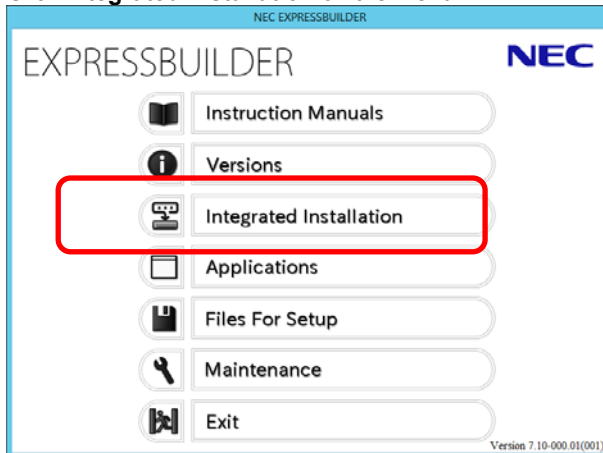 NEC EXPRESSBUILDER
EXPRESSBUILDER
NEC
Instruction Manuals
Versions
Integrated Installation
Applications
Files For Setup
Maintenance
Exit
Version 7.10-000.01(001)